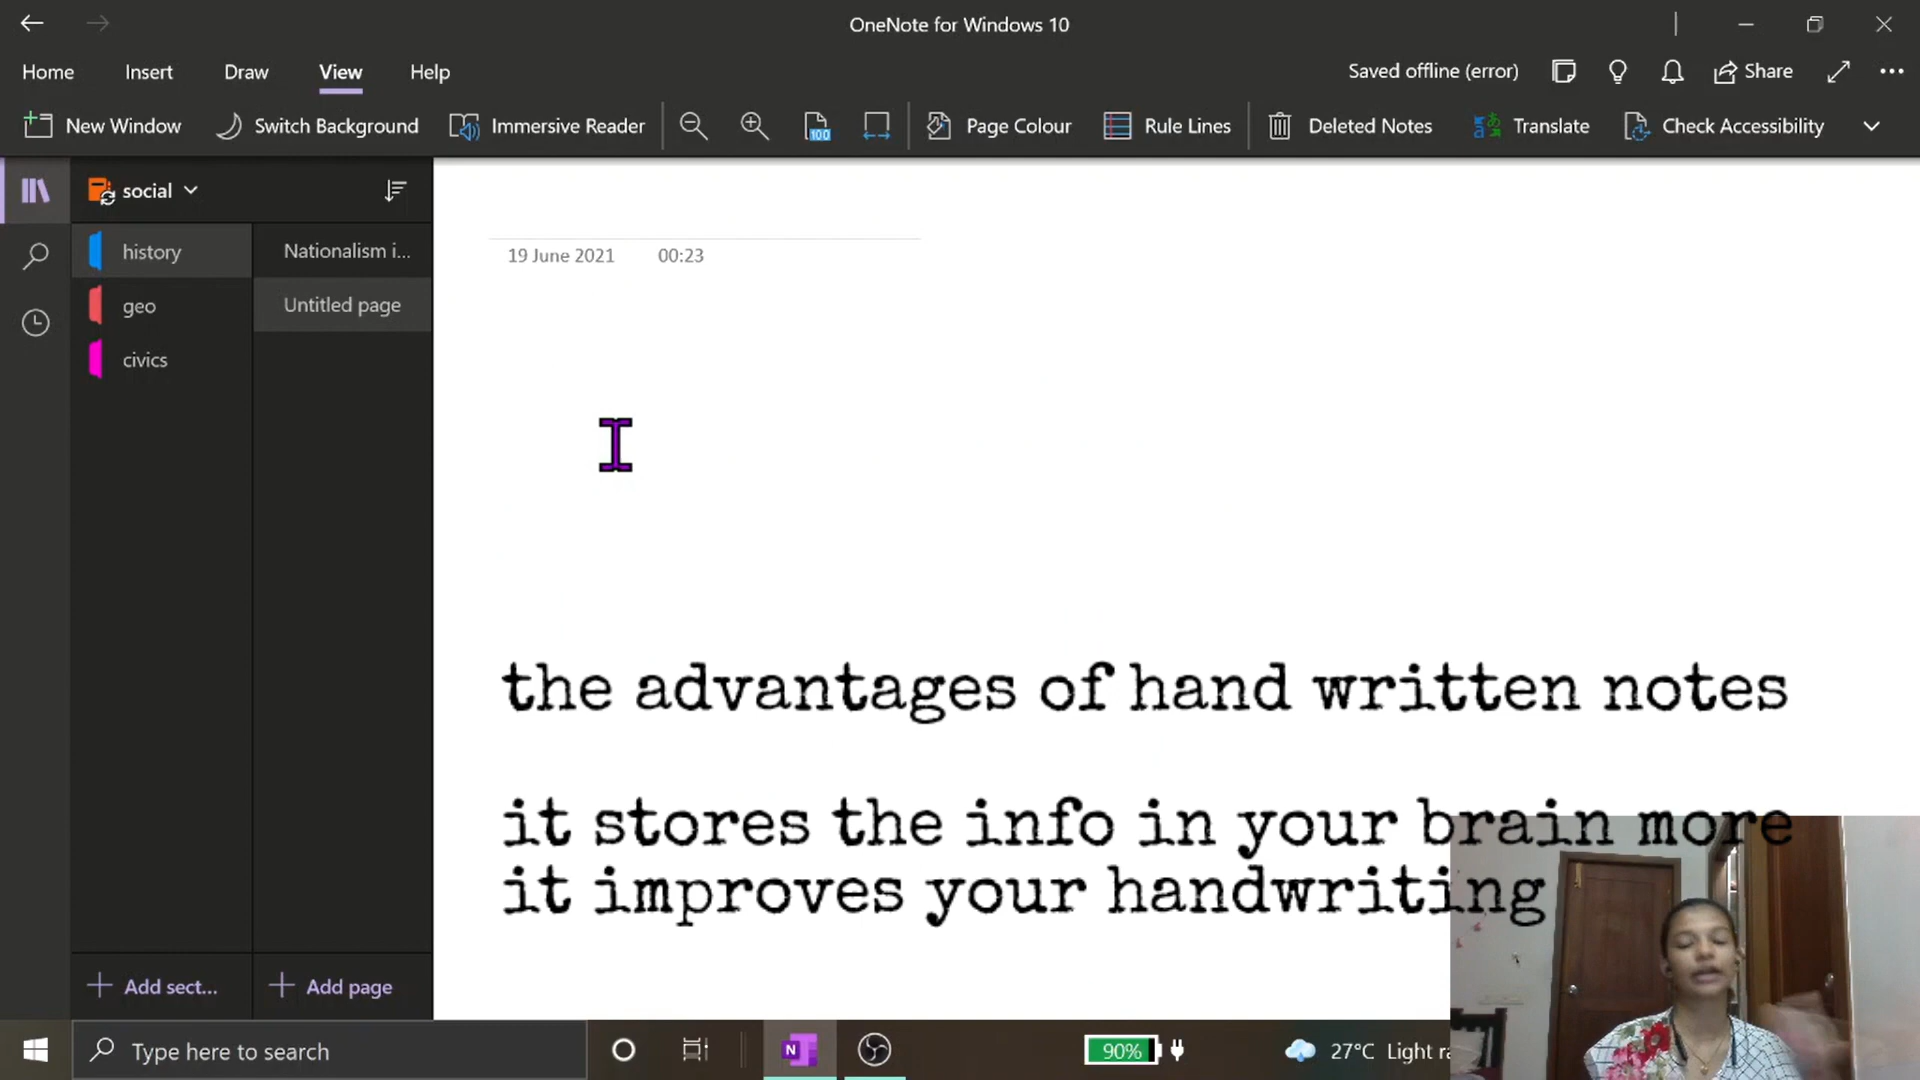 OneNote for Windows 10
Home Insert Draw View Help
Saved offline (error) Share
New Window Switch Background Immersive Reader 100 Page Colour Rule Lines Deleted Notes Translate Check Accessibility
social
history
geo
civics
Nationalism i...
Untitled page
19 June 2021 00:23
the advantages of hand written notes
it stores the info in your brain more
it improves your handwriting
Add sect...
Add page
Type here to search
N
90%
27°C Light ra